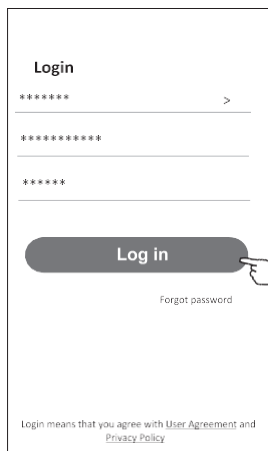 Login
******* >
***********
******
Log in
Forgot password
Login means that you agree with User Agreement and
Privacy Policy